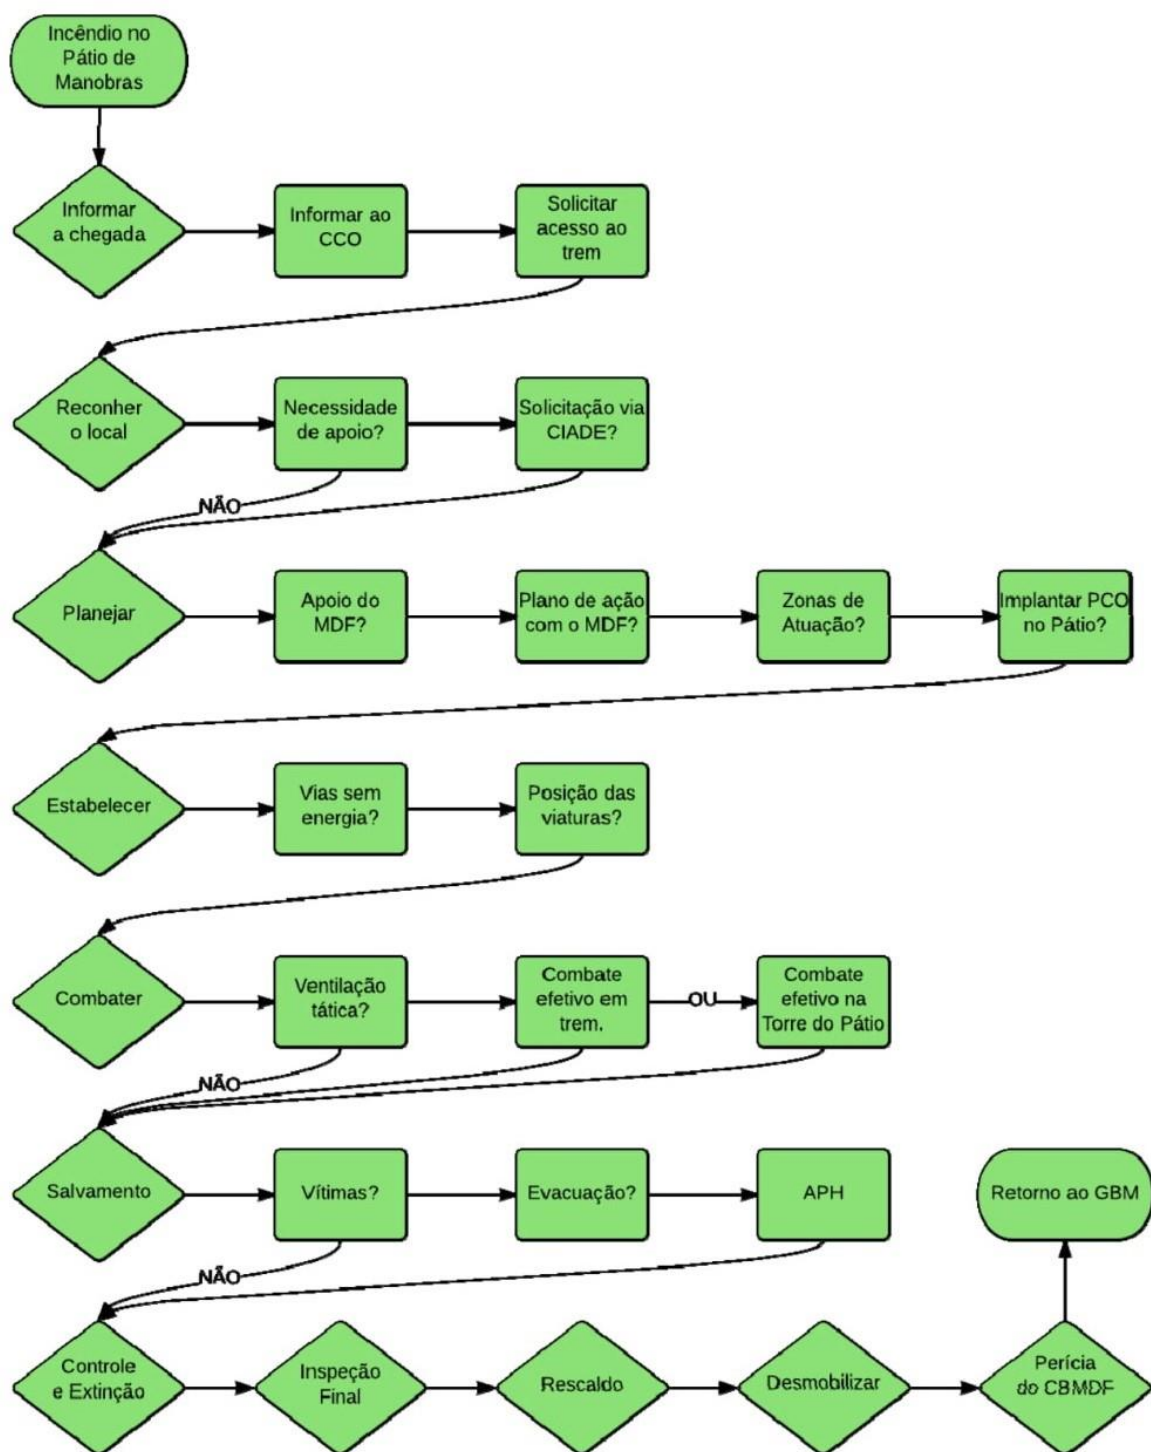 Incêndio no
Pátio de
Manobras
Informar
a chegada
Informar ao
CCO
Solicitar
acesso ao
trem
Reconher
o local
Necessidade
de apoio?
Solicitação via
CIADE?
NÃO
Planejar
Apoio do
MDF?
Plano de ação
com o MDF?
Zonas de
Atuação?
Implantar PCO
no Pátio?
Estabelecer
Vias sem
energia?
Posição das
viaturas?
Combater
Ventilação
tática?
Combate
efetivo em
trem.
OU
Combate
efetivo na
Torre do Pátio
NÃO
Salvamento
Vítimas?
Evacuação?
APH
Retorno ao GBM
NÃO
Controle
e Extinção
Inspeção
Final
Rescaldo
Desmobilizar
Perícia
do CBMDF